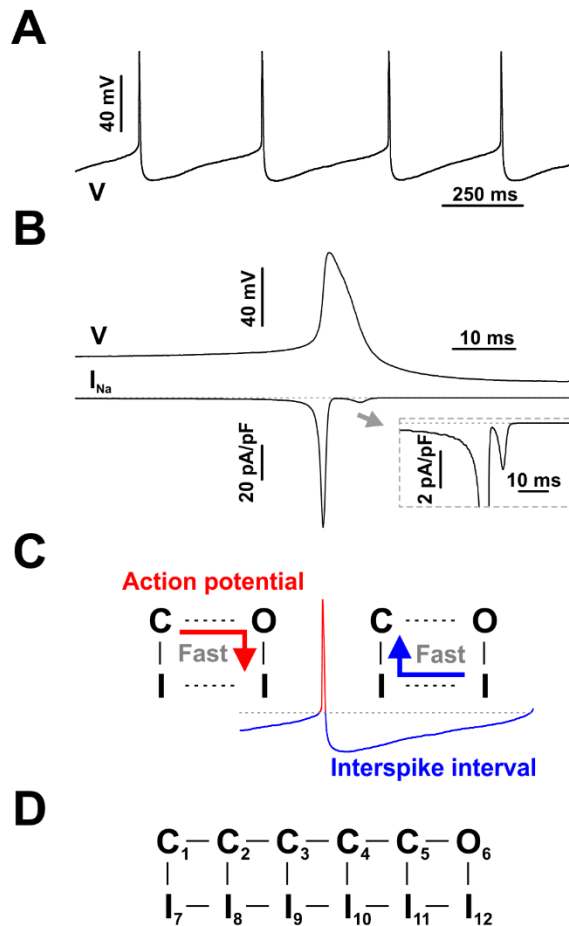 A
40 mV
V
250 ms
B
40 mV
V
10 ms
I_Na
20 pA/pF
2 pA/pF
10 ms
C
Action potential
C ------ O C ------ O
Fast Fast
I ------ I I ------ I
Interspike interval
D
C1 — C2 — C3 — C4 — C5 — O6
I7 — I8 — I9 — I10 — I11 — I12